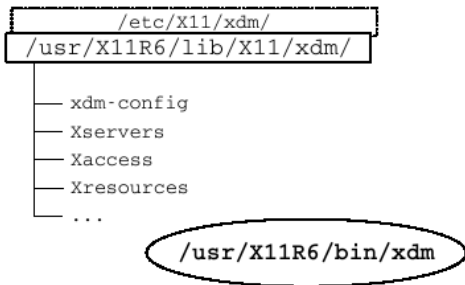 /etc/X11/xdm/
/usr/X11R6/lib/X11/xdm/
xdm-config
Xservers
Xaccess
Xresources
...
/usr/X11R6/bin/xdm